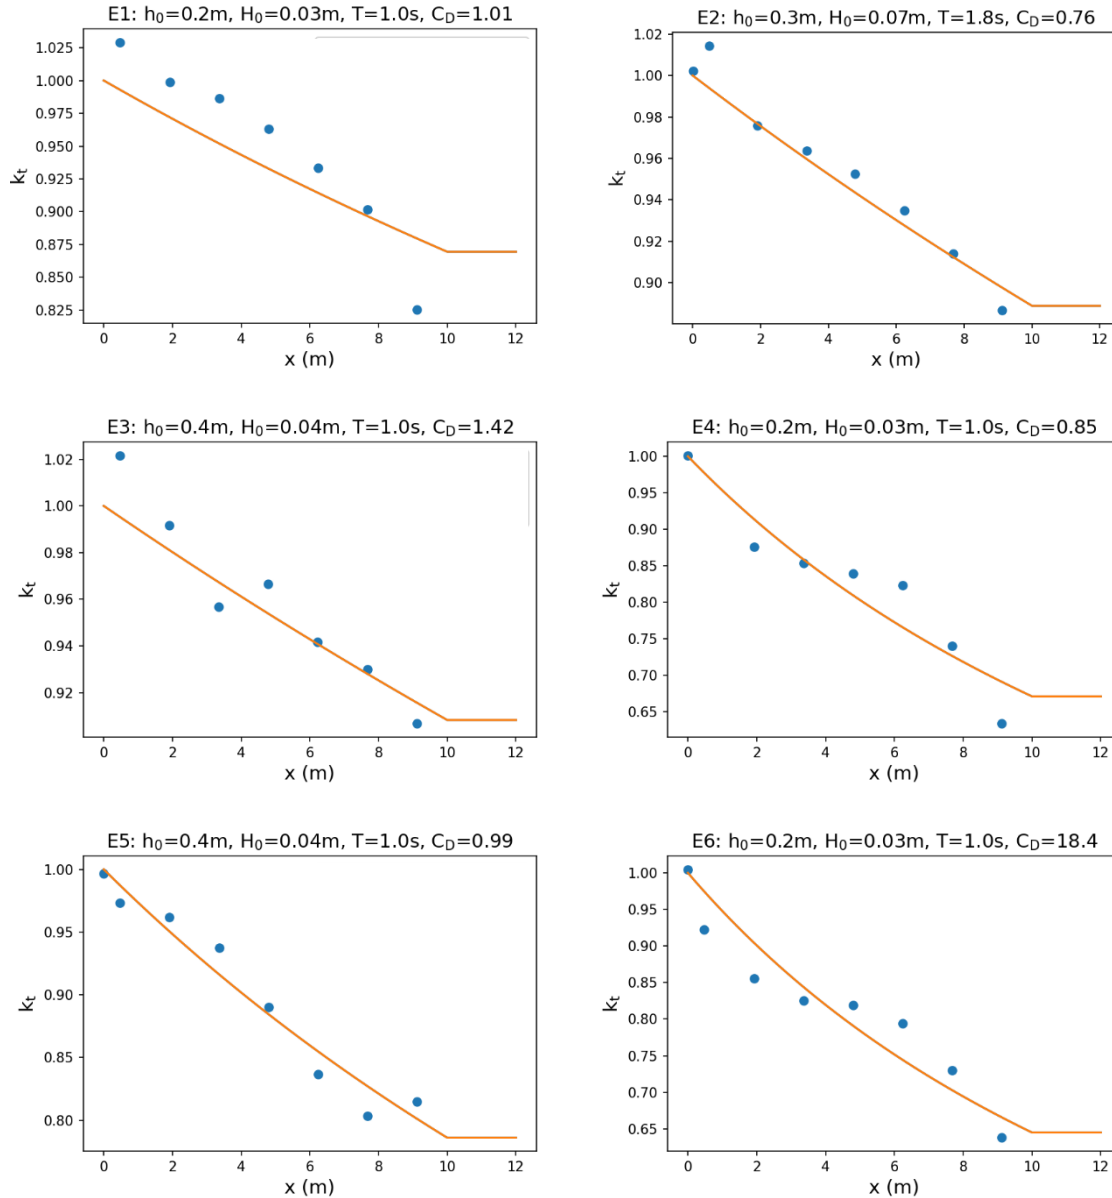 E1: h₀=0.2m, H₀=0.03m, T=1.0s, C_D=1.01
1.025
1.000
0.975
0.950
0.925
0.900
0.875
0.850
0.825
kₜ
0 2 4 6 8 10 12
x (m)
E2: h₀=0.3m, H₀=0.07m, T=1.8s, C_D=0.76
1.02
1.00
0.98
0.96
0.94
0.92
0.90
kₜ
0 2 4 6 8 10 12
x (m)
E3: h₀=0.4m, H₀=0.04m, T=1.0s, C_D=1.42
1.02
1.00
0.98
0.96
0.94
0.92
kₜ
0 2 4 6 8 10 12
x (m)
E4: h₀=0.2m, H₀=0.03m, T=1.0s, C_D=0.85
1.00
0.95
0.90
0.85
0.80
0.75
0.70
0.65
kₜ
0 2 4 6 8 10 12
x (m)
E5: h₀=0.4m, H₀=0.04m, T=1.0s, C_D=0.99
1.00
0.95
0.90
0.85
0.80
kₜ
0 2 4 6 8 10 12
x (m)
E6: h₀=0.2m, H₀=0.03m, T=1.0s, C_D=18.4
1.00
0.95
0.90
0.85
0.80
0.75
0.70
0.65
kₜ
0 2 4 6 8 10 12
x (m)